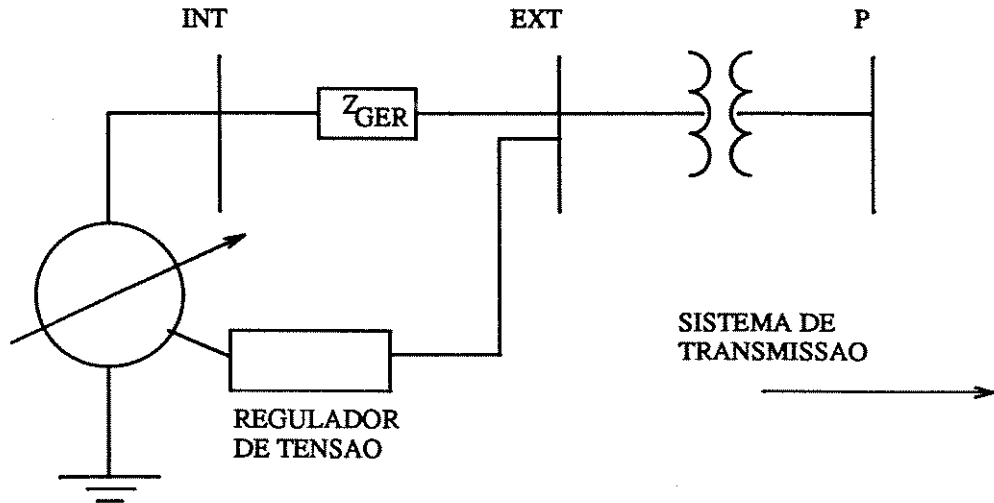 INT
EXT
P
ZGER
SISTEMA DE
TRANSMISSAO
REGULADOR
DE TENSAO